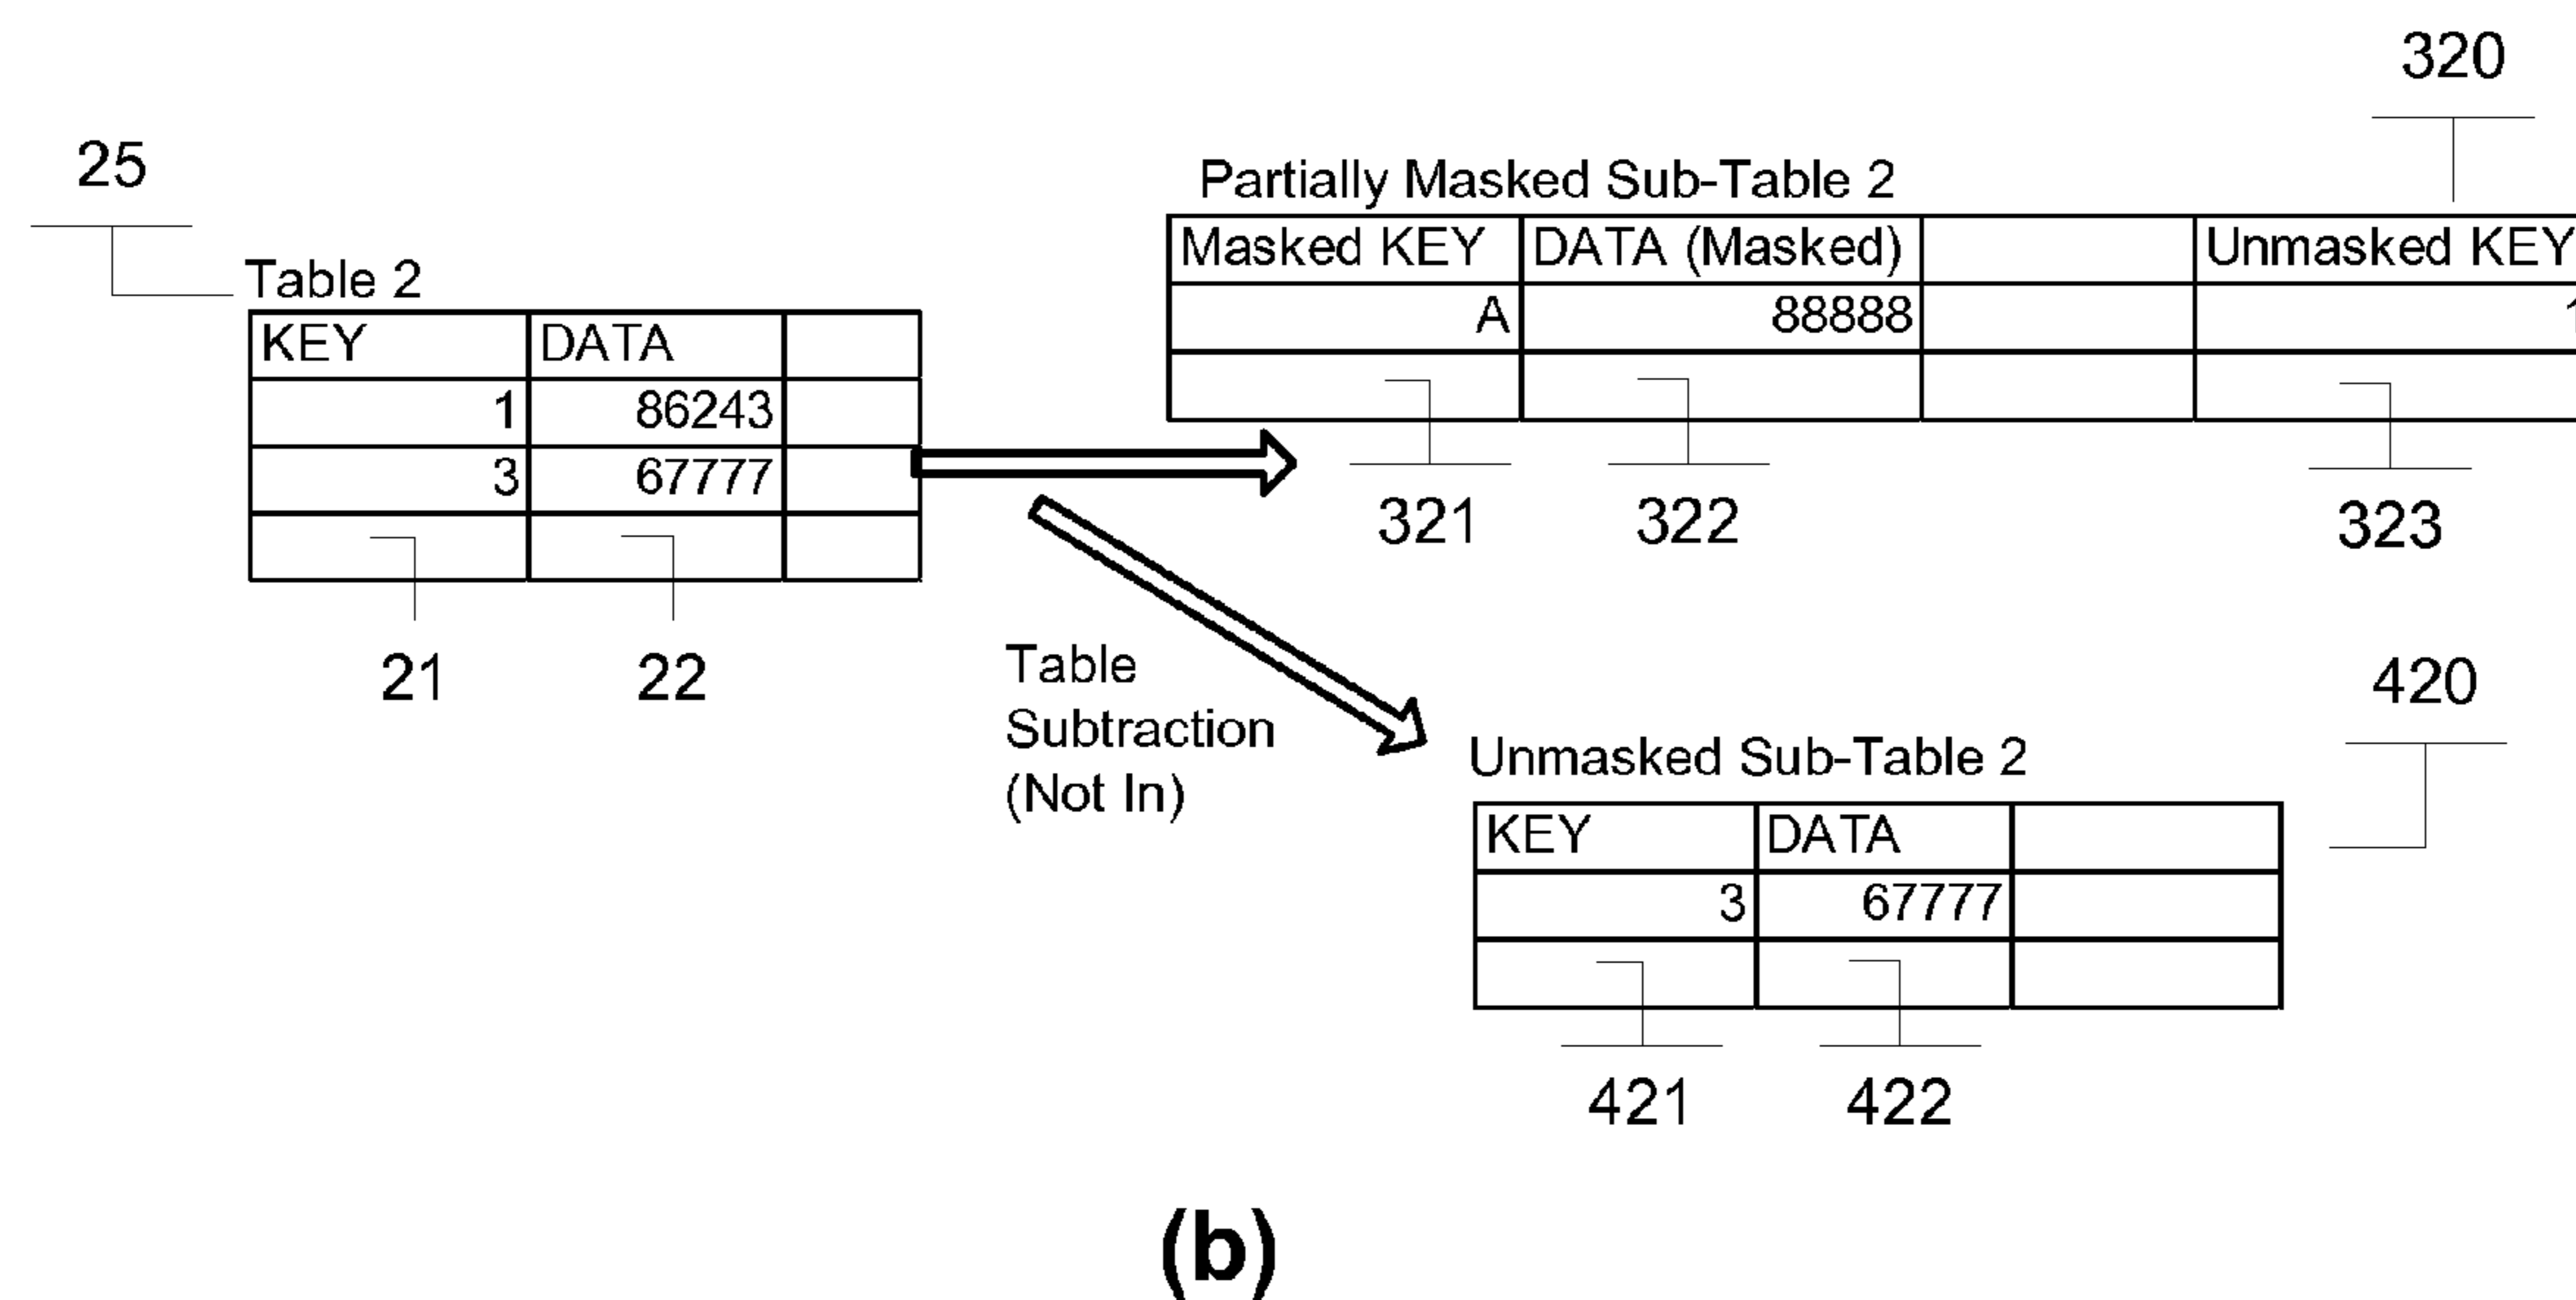 320
25
Partially Masked Sub-Table 2
Masked KEY DATA (Masked) Unmasked KEY
A 88888 1
Table 2
KEY DATA
1 86243
3 67777
321 322 323
21 22
Table
Subtraction
(Not In)
420
Unmasked Sub-Table 2
KEY DATA
3 67777
421 422
(b)